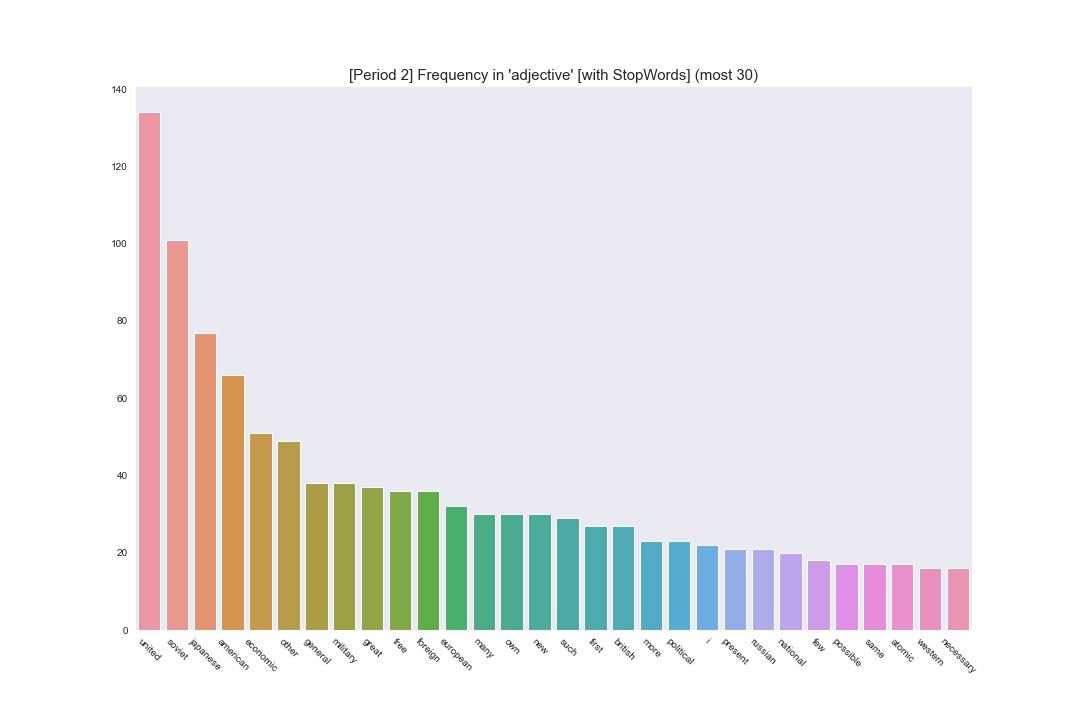 [Period 2] Frequency in 'adjective' [with StopWords] (most 30)
140
120
100
80
60
40
20
0
united
soviet
japanese
american
economic
other
general
military
great
free
foreign
european
many
own
new
such
first
british
more
political
i
present
russian
national
few
possible
same
atomic
western
necessary